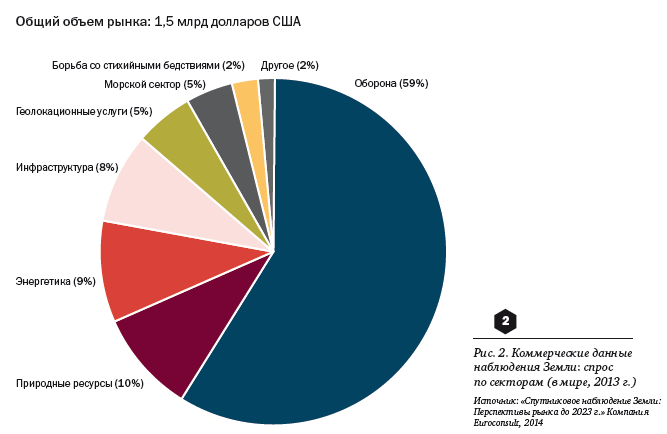 Общий объем рынка: 1,5 млрд долларов США
Борьба со стихийными бедствиями (2%)
Другое (2%)
Морской сектор (5%)
Оборона (59%)
Геолокационные услуги (5%)
Инфраструктура (8%)
Энергетика (9%)
Природные ресурсы (10%)
2
Рис. 2. Коммерческие данные
наблюдения Земли: спрос
по секторам (в мире, 2013 г.)
Источник: «Спутниковое наблюдение Земли:
Перспективы рынка до 2023 г.» Компания
Euroconsult, 2014